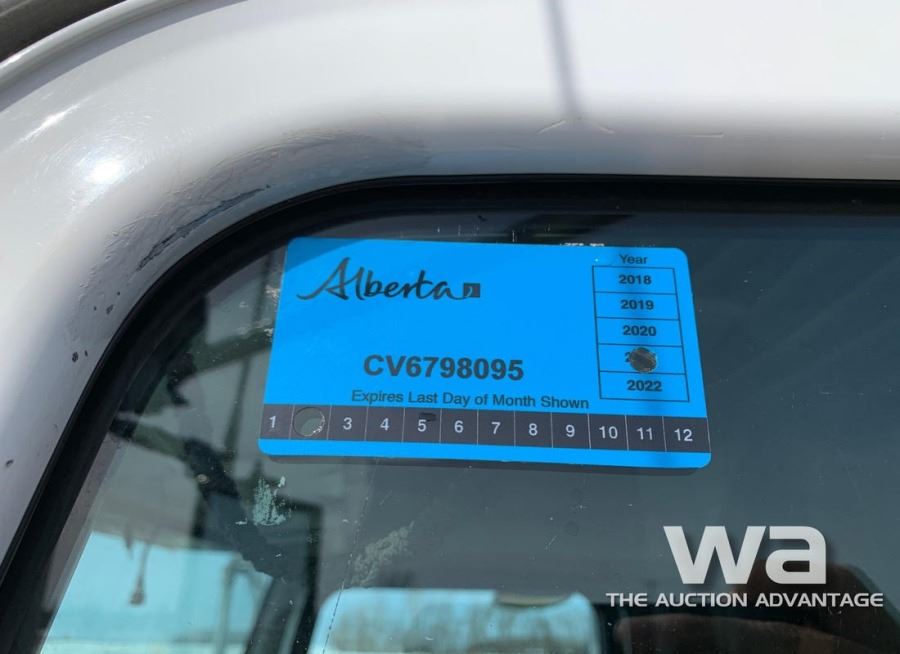 Alberta
Year
2018
2019
2020
2022
CV6798095
Expires Last Day of Month Shown
1 3 4 5 6 7 8 9 10 11 12
wa
THE AUCTION ADVANTAGE